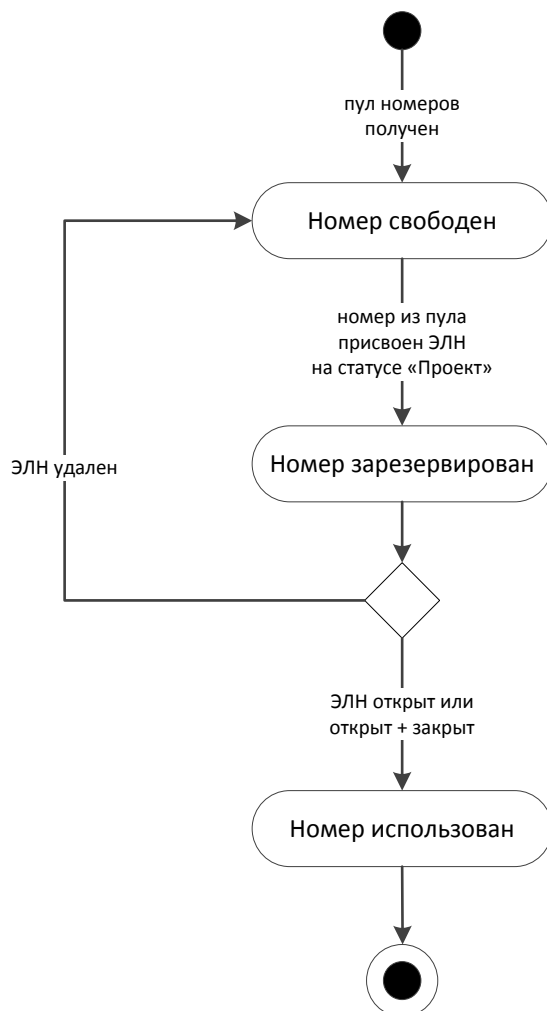 пул номеров
получен
Номер свободен
номер из пула
присвоен ЭЛН
на статусе «Проект»
ЭЛН удален
Номер зарезервирован
ЭЛН открыт или
открыт + закрыт
Номер использован